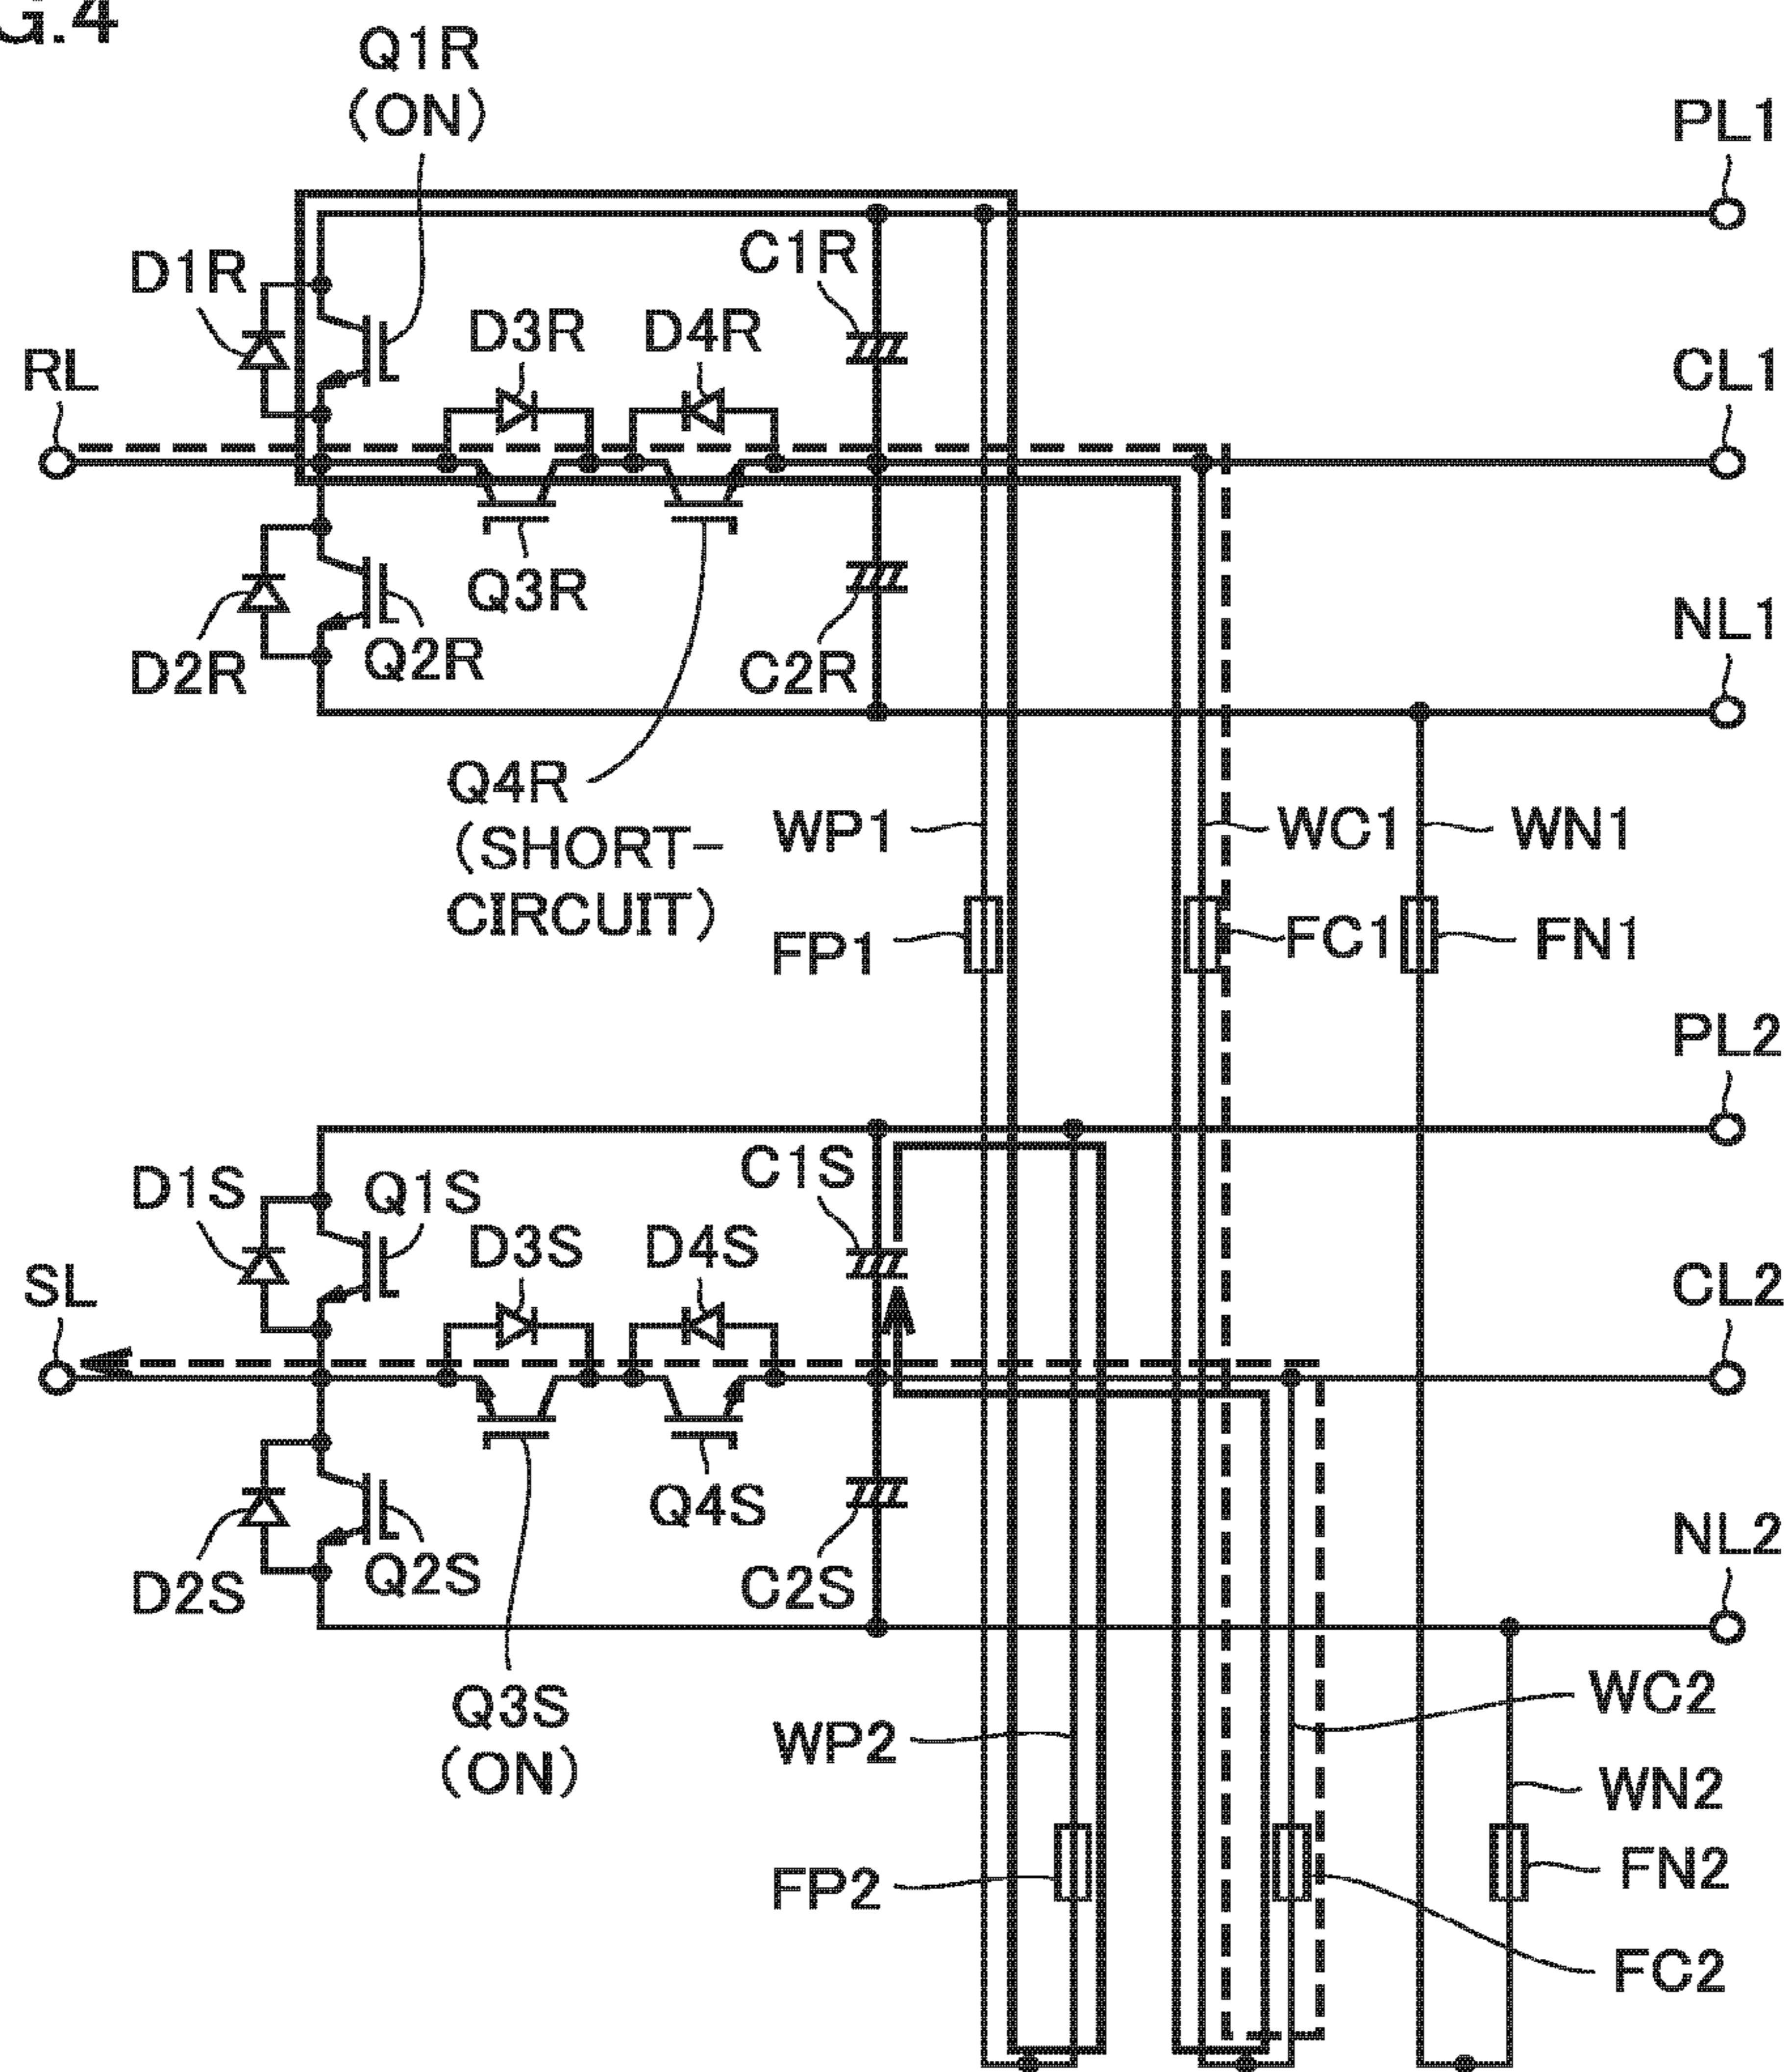 G.4
Q1R
(ON)
PL1
D1R
C1R
D3R
D4R
RL
CL1
Q3R
NL1
D2R
Q2R
C2R
Q4R
(SHORT-
CIRCUIT)
WP1
WC1
WN1
FP1
FC1
FN1
PL2
D1S
Q1S
C1S
D3S
D4S
SL
CL2
Q4S
NL2
D2S
Q2S
C2S
Q3S
(ON)
WP2
WC2
WN2
FP2
FN2
FC2